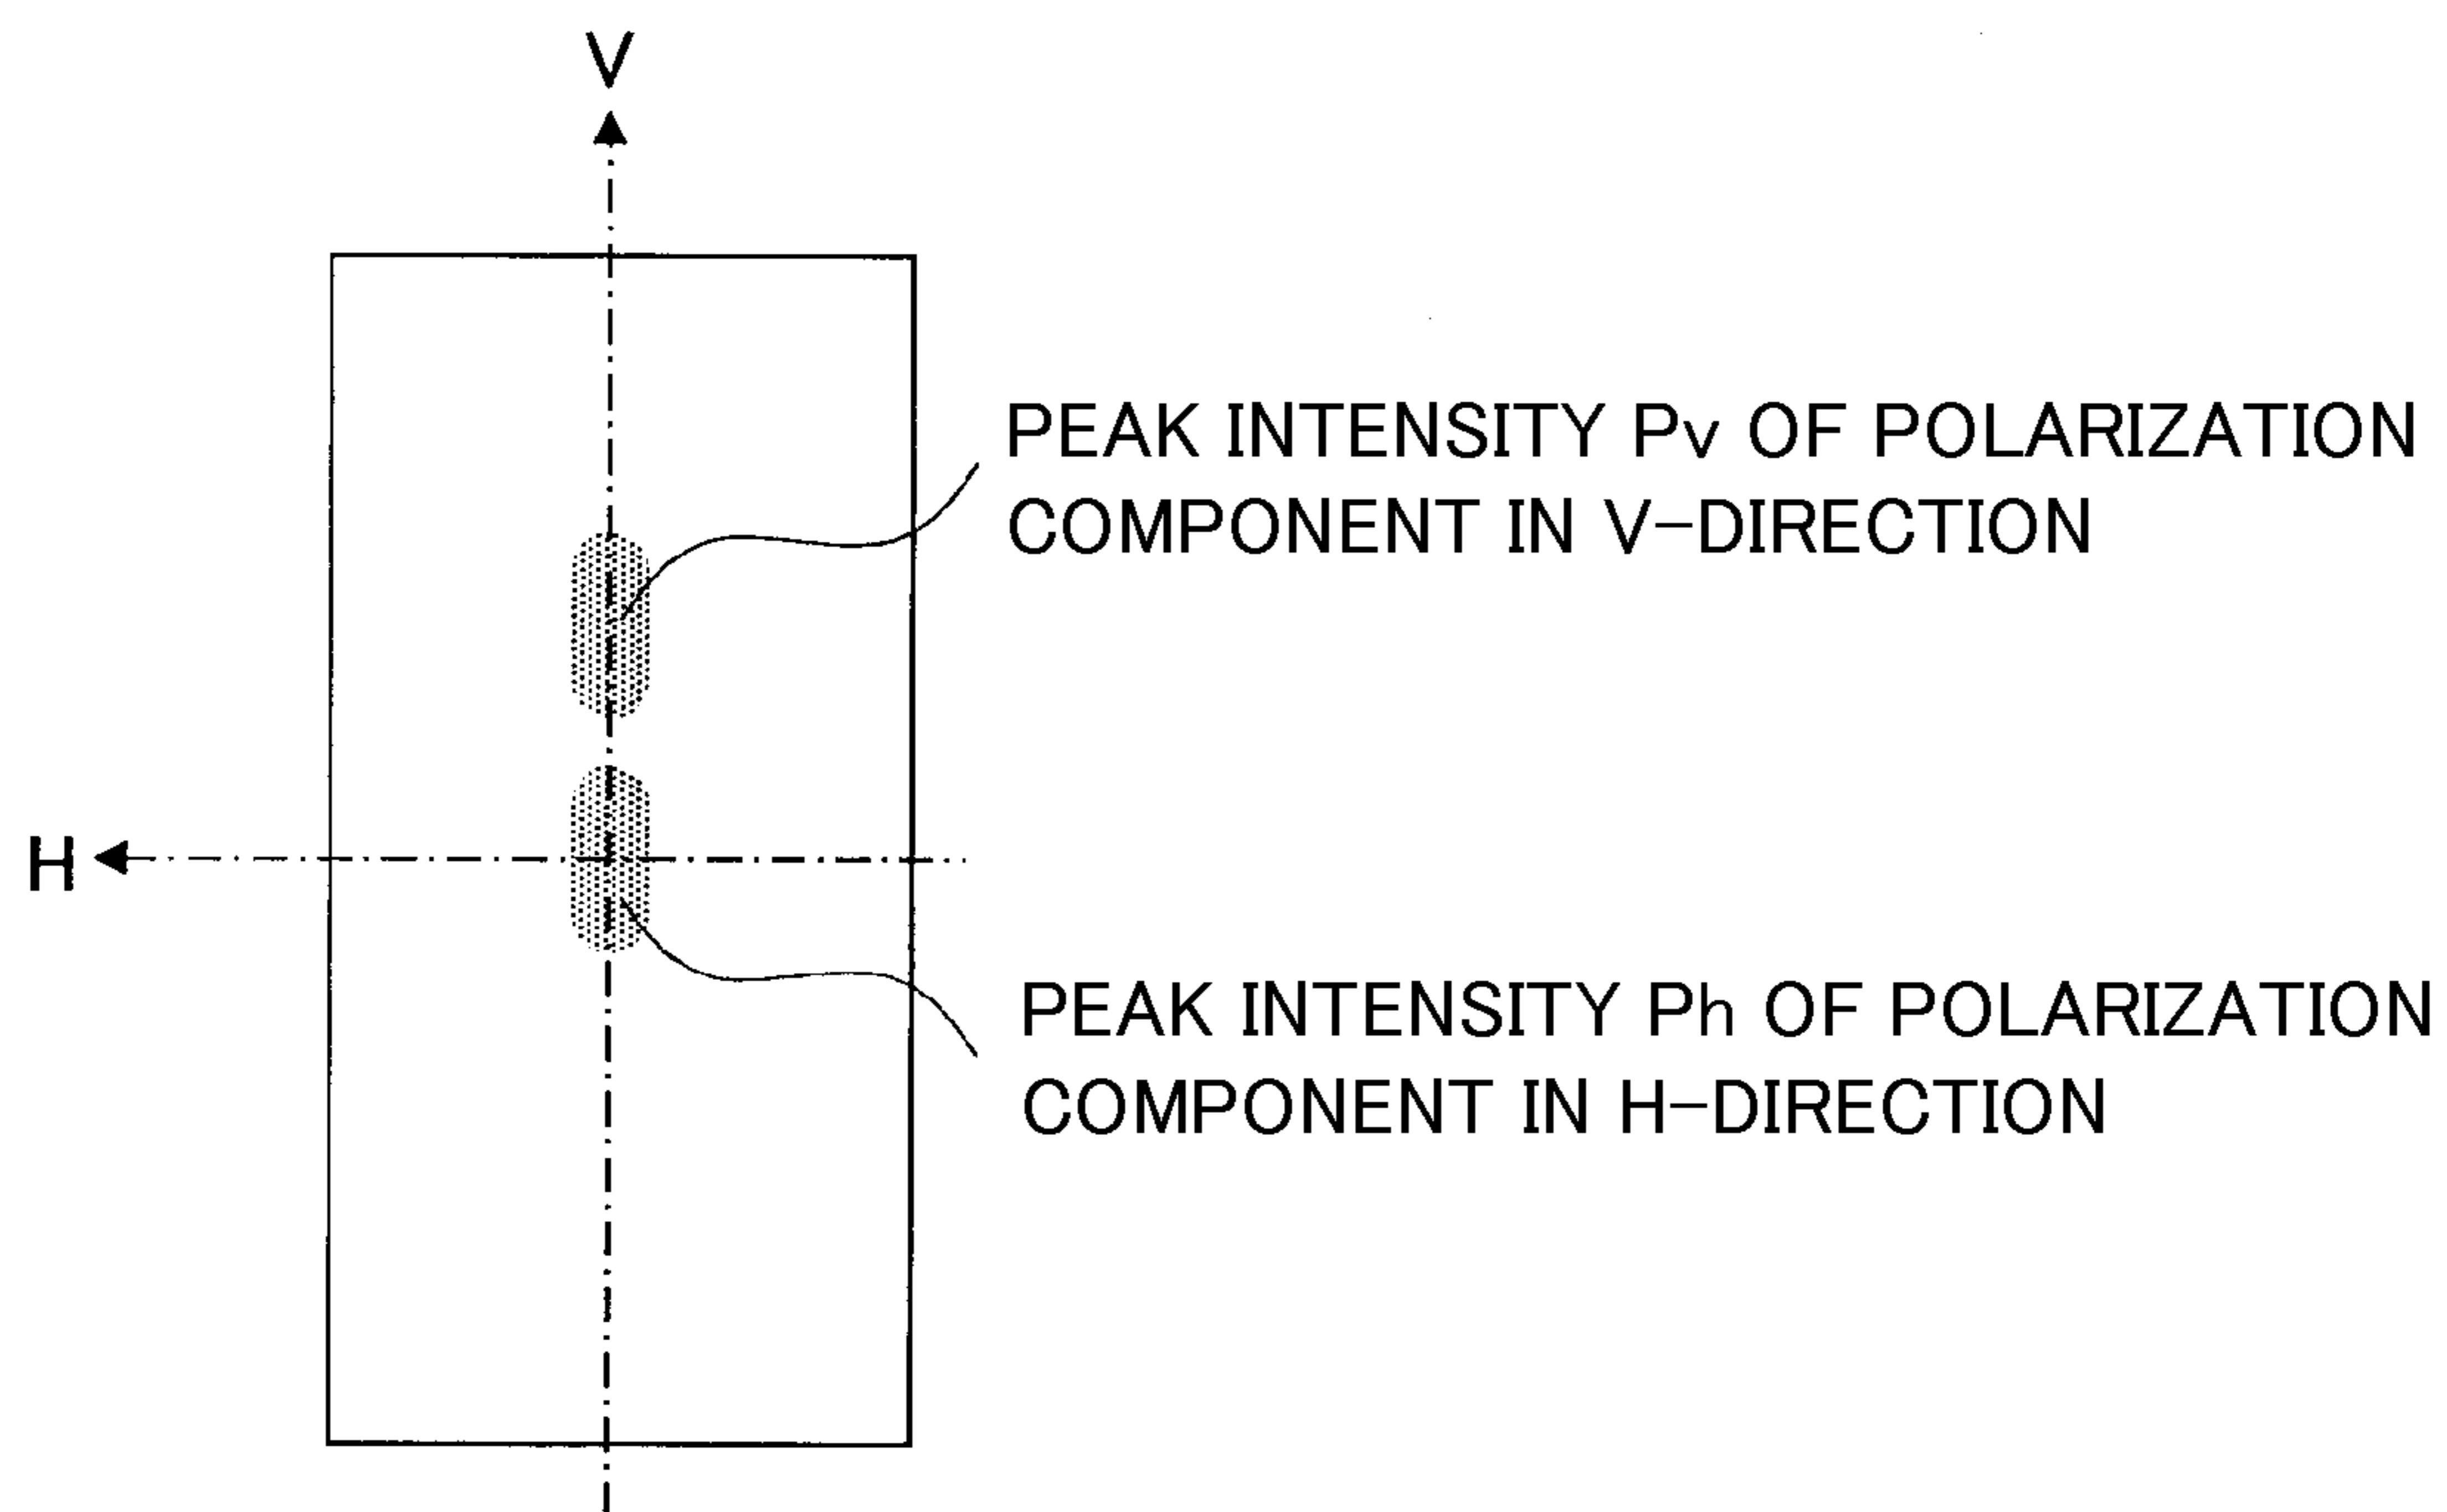 V
PEAK INTENSITY Pv OF POLARIZATION
COMPONENT IN V-DIRECTION
H
PEAK INTENSITY Ph OF POLARIZATION
COMPONENT IN H-DIRECTION